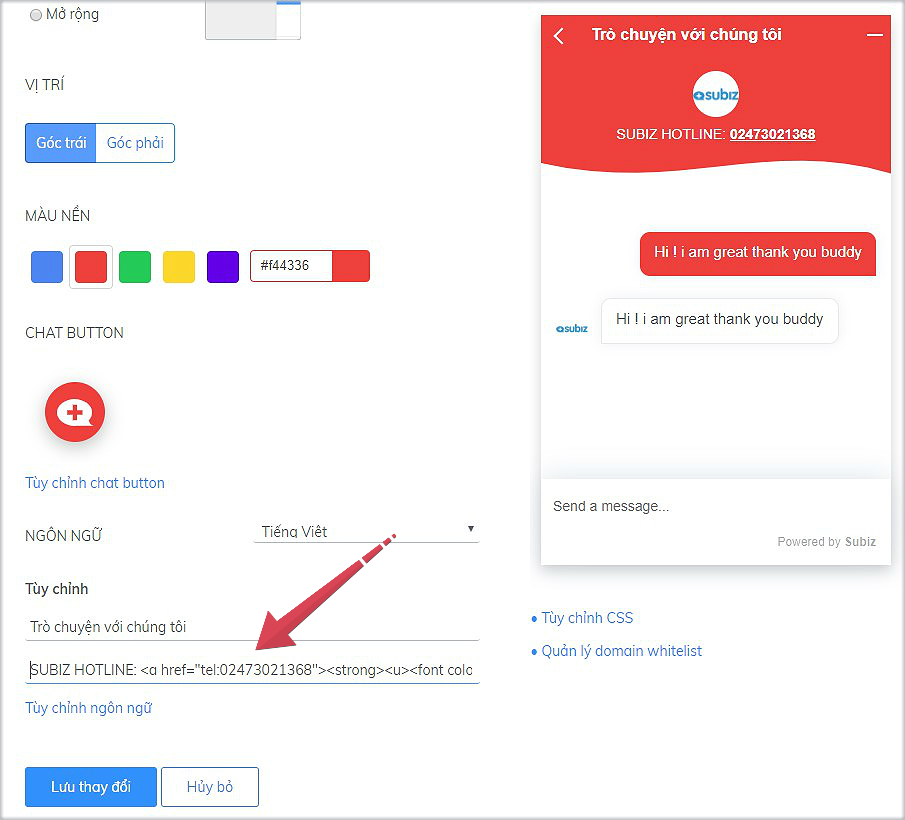 Mở rộng
VỊ TRÍ
Góc trái
Góc phải
MÀU NỀN
#f44336
CHAT BUTTON
Tùy chỉnh chat button
NGÔN NGỮ
Tiếng Việt
Tùy chỉnh
Trò chuyện với chúng tôi
SUBIZ HOTLINE: <a href="tel:02473021368"><strong><u><font colo
Tùy chỉnh ngôn ngữ
Lưu thay đổi
Hủy bỏ
Trò chuyện với chúng tôi
subiz
SUBIZ HOTLINE: 02473021368
Hi ! i am great thank you buddy
subiz
Hi ! i am great thank you buddy
Send a message...
Powered by Subiz
• Tùy chỉnh CSS
• Quản lý domain whitelist